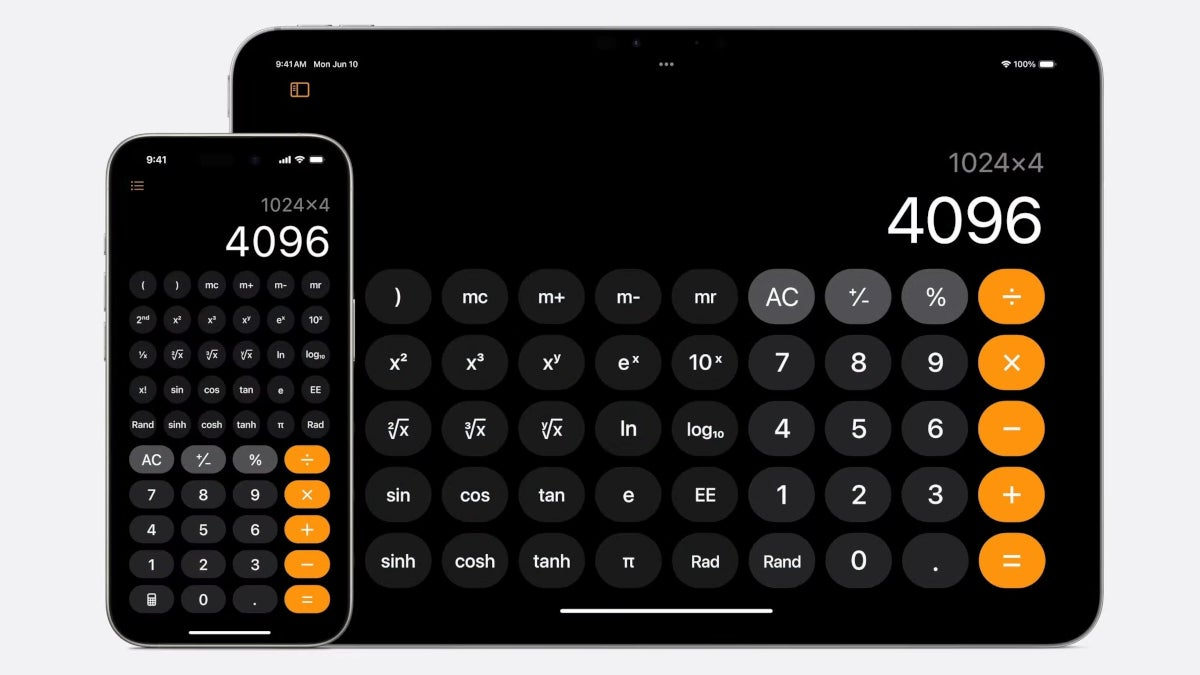 9:41 AM Mon Jun 10
100%
1024×4
4096
) mc m+ m- mr AC ⁺⁄₋ % ÷
x² x³ xʸ eˣ 10ˣ 7 8 9 ×
²√x ³√x ʸ√x ln log₁₀ 4 5 6 −
sin cos tan e EE 1 2 3 +
sinh cosh tanh π Rad Rand 0 . =
9:41
1024×4
4096
( ) mc m+ m- mr
2ⁿᵈ x² x³ xʸ eˣ 10ˣ
¹⁄x ²√x ³√x ʸ√x ln log₁₀
x! sin cos tan e EE
Rand sinh cosh tanh π Rad
AC ⁺⁄₋ % ÷
7 8 9 ×
4 5 6 +
1 2 3 −
0 . =